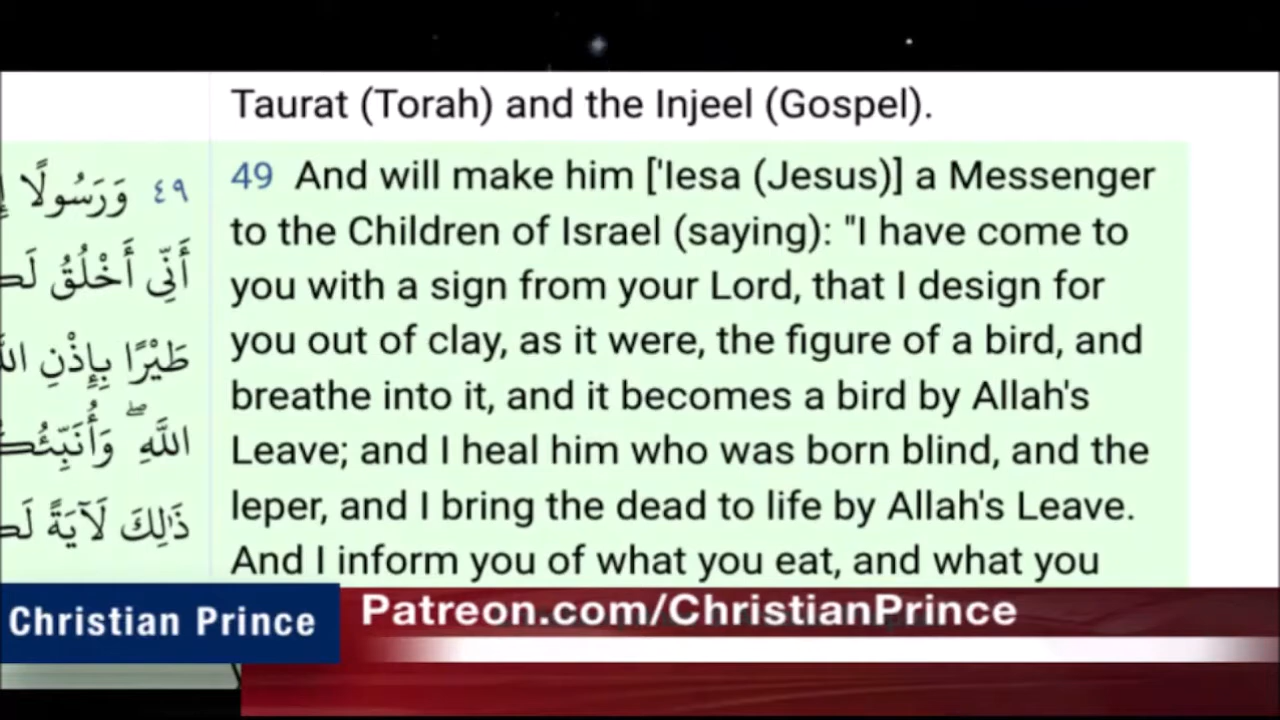 Taurat (Torah) and the Injeel (Gospel).
49 And will make him ['Iesa (Jesus)] a Messenger
to the Children of Israel (saying): "I have come to
you with a sign from your Lord, that I design for
you out of clay, as it were, the figure of a bird, and
breathe into it, and it becomes a bird by Allah's
Leave; and I heal him who was born blind, and the
leper, and I bring the dead to life by Allah's Leave.
And I inform you of what you eat, and what you
٤٩ وَرَسُولًا
أَنِّى أَخْلُقُ
طَيْرًا بِإِذْنِ
اللَّهِ ۖ
ذَٰلِكَ لَآيَةً
Christian Prince
Patreon.com/ChristianPrince